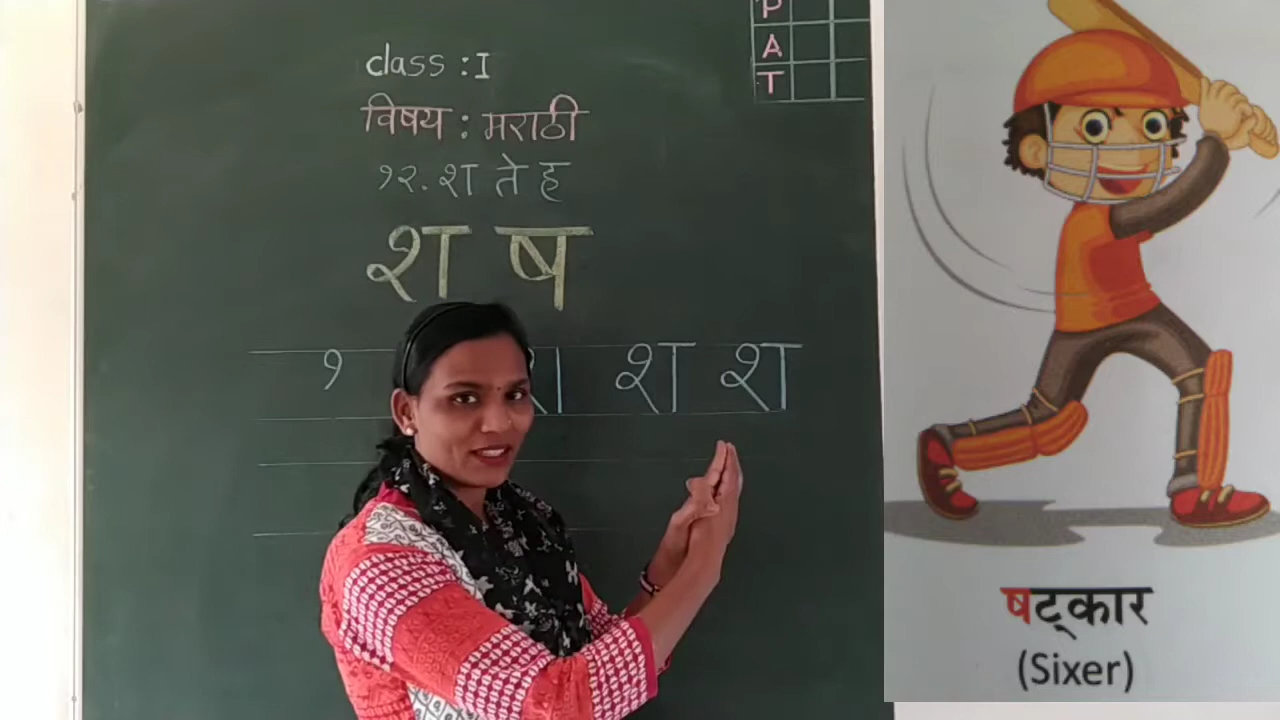 class : I
विषय : मराठी
१२. श ते ह
श ष
१ श श श
P
A
T
षट्कार
(Sixer)